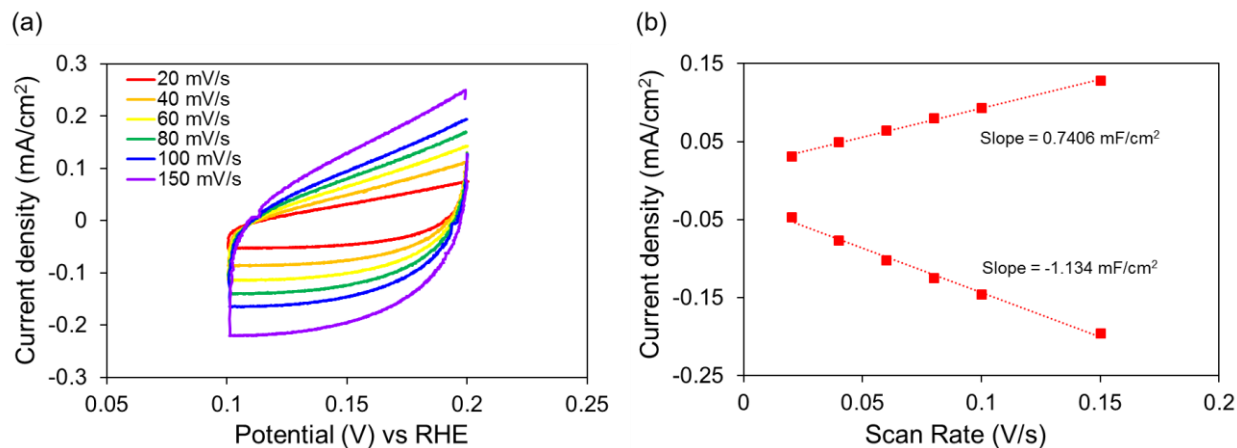 (a)
0.3
0.2
0.1
0
-0.1
-0.2
-0.3
Current density (mA/cm²)
20 mV/s
40 mV/s
60 mV/s
80 mV/s
100 mV/s
150 mV/s
0.05
0.1
0.15
0.2
0.25
Potential (V) vs RHE
(b)
0.15
0.05
-0.05
-0.15
-0.25
Current density (mA/cm²)
Slope = 0.7406 mF/cm²
Slope = -1.134 mF/cm²
0
0.05
0.1
0.15
0.2
Scan Rate (V/s)